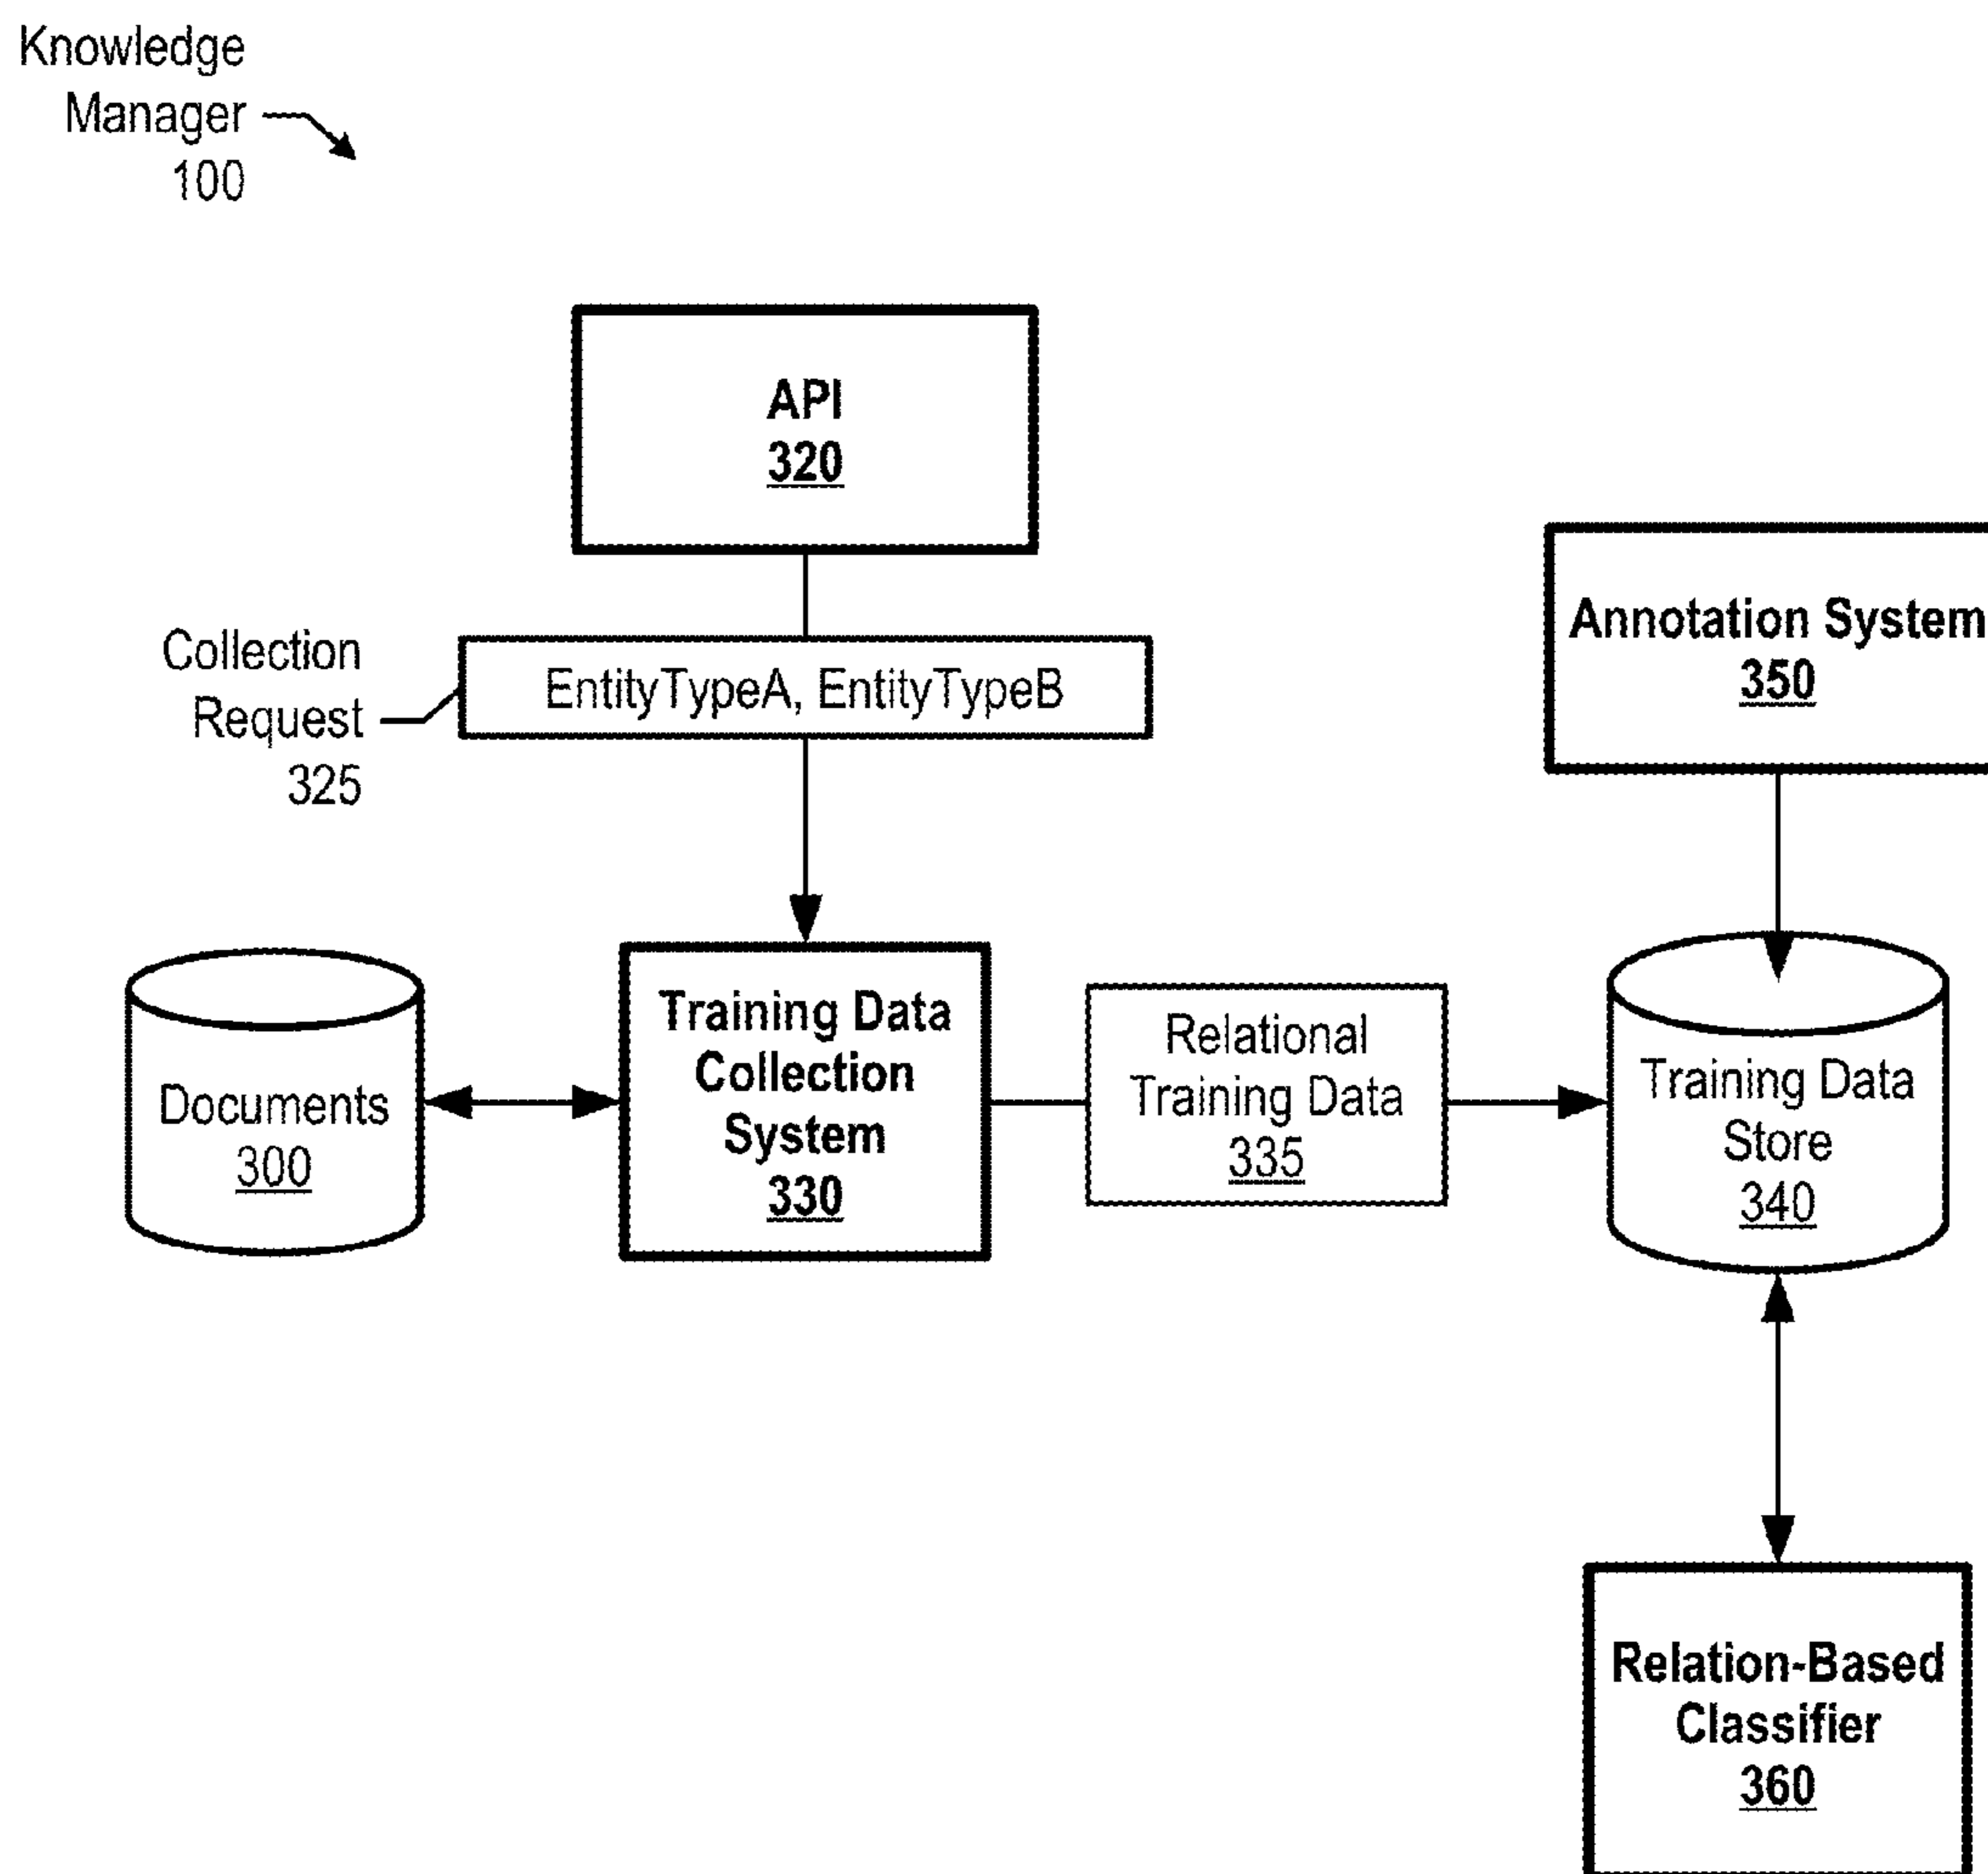 Knowledge
Manager
100
API
320
Collection
Request
325
EntityTypeA, EntityTypeB
Annotation System
350
Documents
300
Training Data
Collection
System
330
Relational
Training Data
335
Training Data
Store
340
Relation-Based
Classifier
360